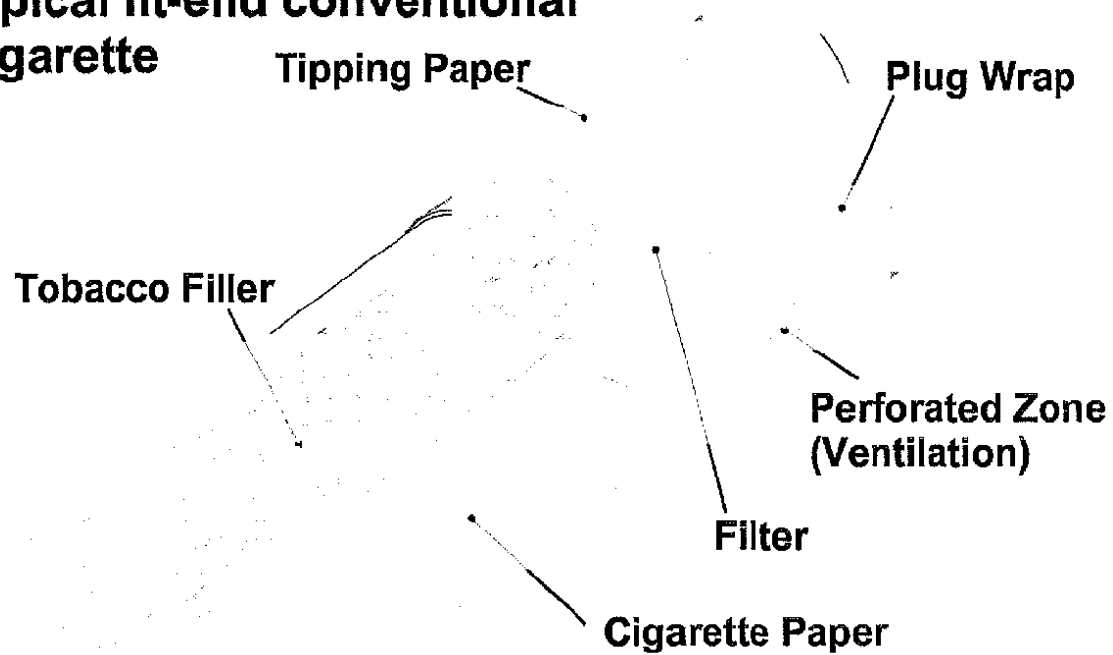 pical lit-end conventional
garette
Tipping Paper
Plug Wrap
Tobacco Filler
Perforated Zone
(Ventilation)
Filter
Cigarette Paper